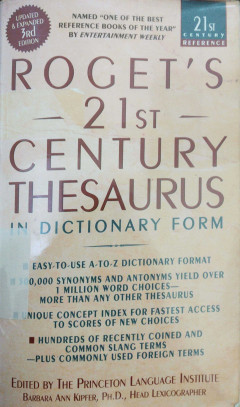 UPDATED
& EXPANDED
3RD
EDITION
NAMED "ONE OF THE BEST
REFERENCE BOOKS OF THE YEAR"
BY ENTERTAINMENT WEEKLY
21ST
CENTURY
REFERENCE
ROGET'S
21ST
CENTURY
THESAURUS
IN DICTIONARY FORM
EASY-TO-USE A-TO-Z DICTIONARY FORMAT
00,000 SYNONYMS AND ANTONYMS YIELD OVER
1 MILLION WORD CHOICES—
MORE THAN ANY OTHER THESAURUS
UNIQUE CONCEPT INDEX FOR FASTEST ACCESS
TO SCORES OF NEW CHOICES
HUNDREDS OF RECENTLY COINED AND
COMMON SLANG TERMS
—PLUS COMMONLY USED FOREIGN TERMS
EDITED BY THE PRINCETON LANGUAGE INSTITUTE
BARBARA ANN KIPFER, PH.D., HEAD LEXICOGRAPHER